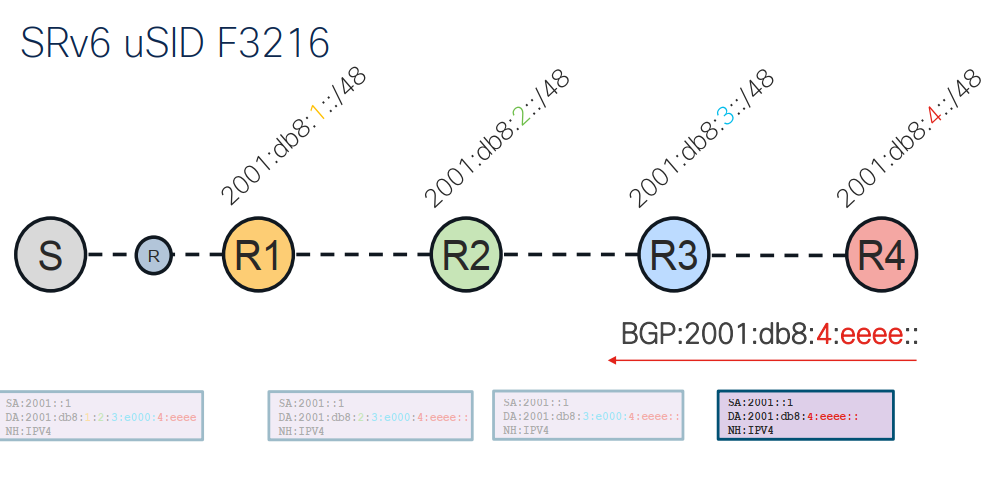 SRv6 uSID F3216
2001:db8:1::/48
2001:db8:2::/48
2001:db8:3::/48
2001:db8:4::/48
S
R
R1
R2
R3
R4
BGP:2001:db8:4:eeee::
SA:2001::1
DA:2001:db8:1:2:3:e000:4:eeee
NH:IPV4
SA:2001::1
DA:2001:db8:2:3:e000:4:eeee::
NH:IPV4
SA:2001::1
DA:2001:db8:3:e000:4:eeee::
NH:IPV4
SA:2001::1
DA:2001:db8:4:eeee::
NH:IPV4